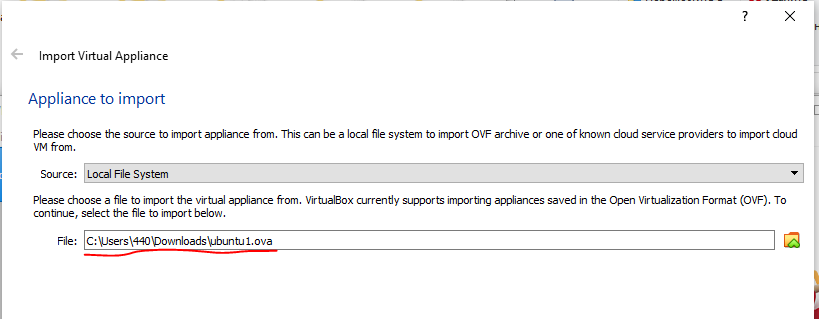 ? ×
Import Virtual Appliance
Appliance to import
Please choose the source to import appliance from. This can be a local file system to import OVF archive or one of known cloud service providers to import cloud
VM from.
Source: Local File System
Please choose a file to import the virtual appliance from. VirtualBox currently supports importing appliances saved in the Open Virtualization Format (OVF). To
continue, select the file to import below.
File: C:\Users\440\Downloads\ubuntu1.ova